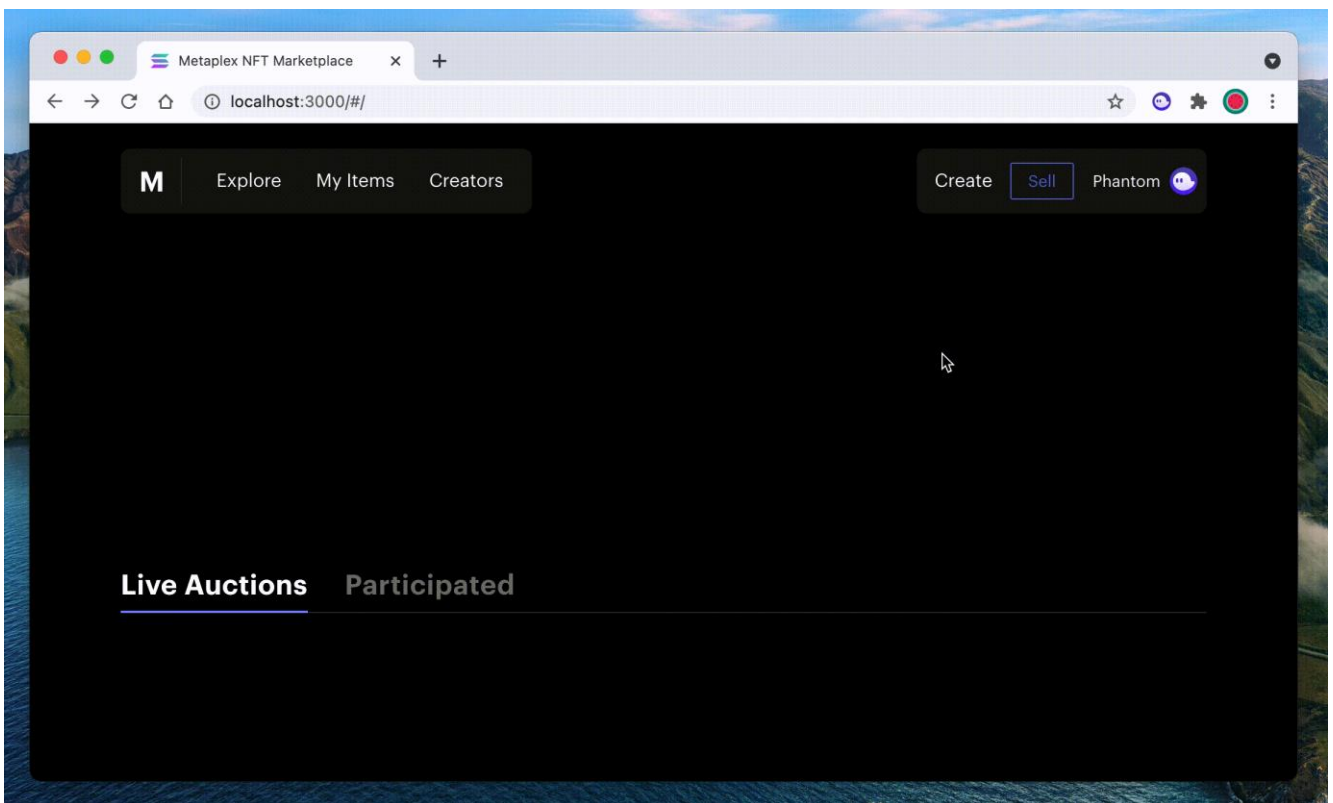 Metaplex NFT Marketplace
localhost:3000/#/
M Explore My Items Creators Create Sell Phantom
Live Auctions Participated